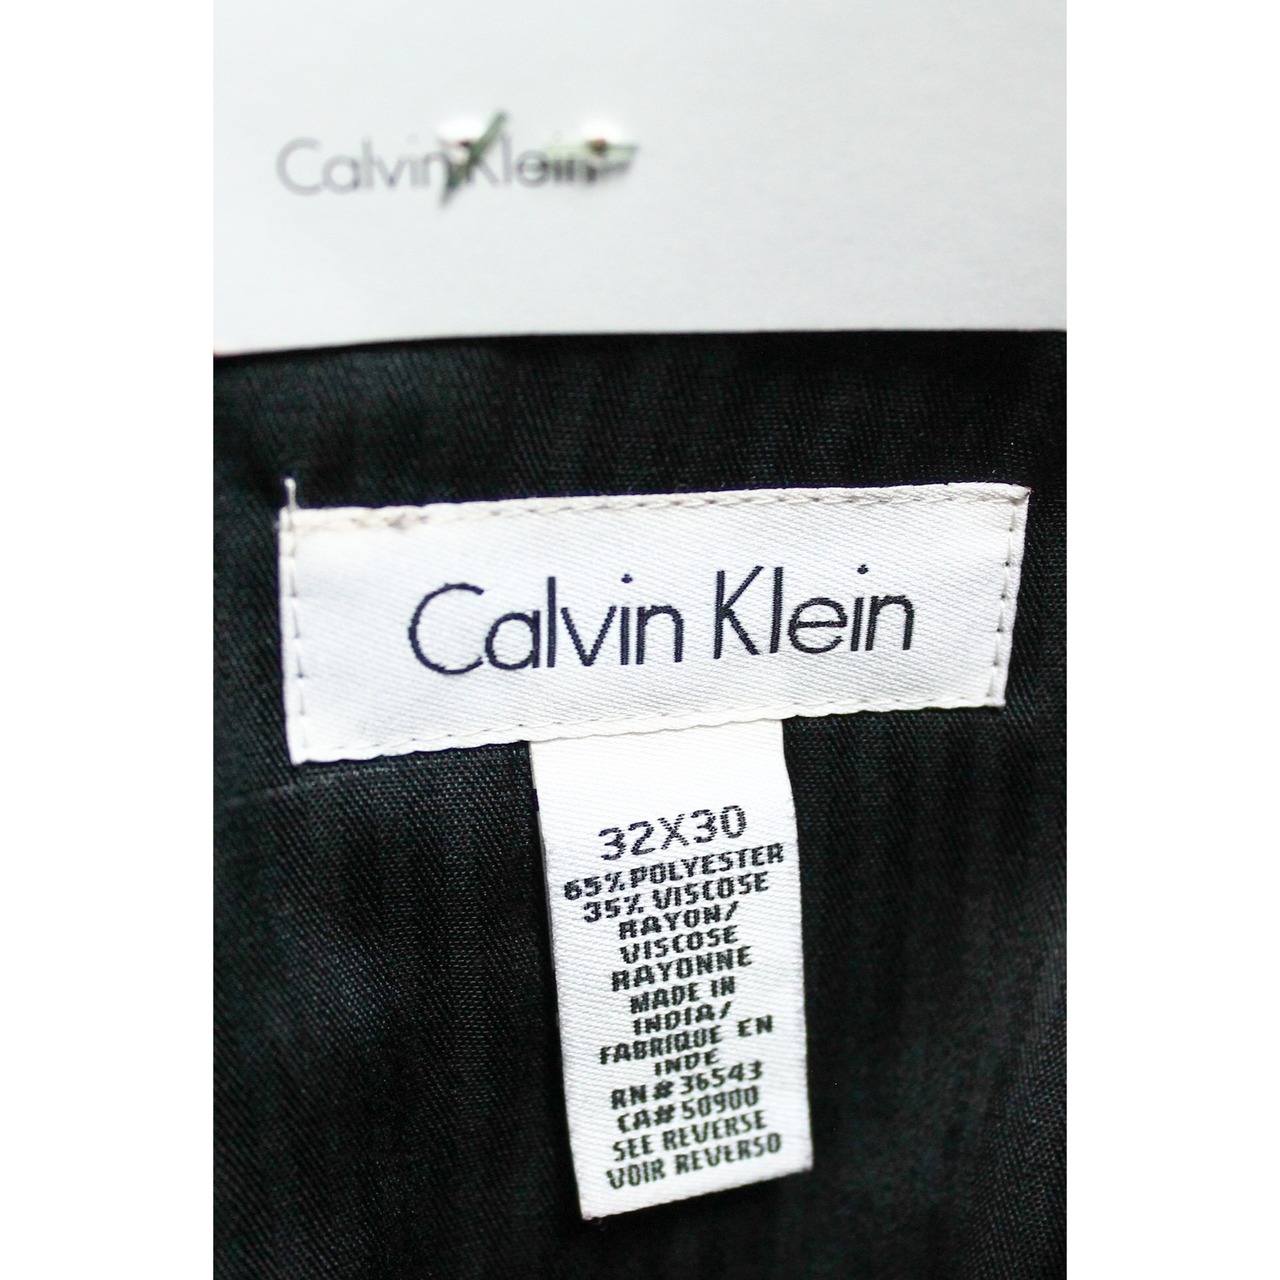 Calvin Klein
Calvin Klein
32X30
65% POLYESTER
35% VISCOSE
RAYON/
VISCOSE
RAYONNE
MADE IN
INDIA/
FABRIQUE EN
INDE
RN# 36543
CA# 50900
SEE REVERSE
VOIR REVERSO